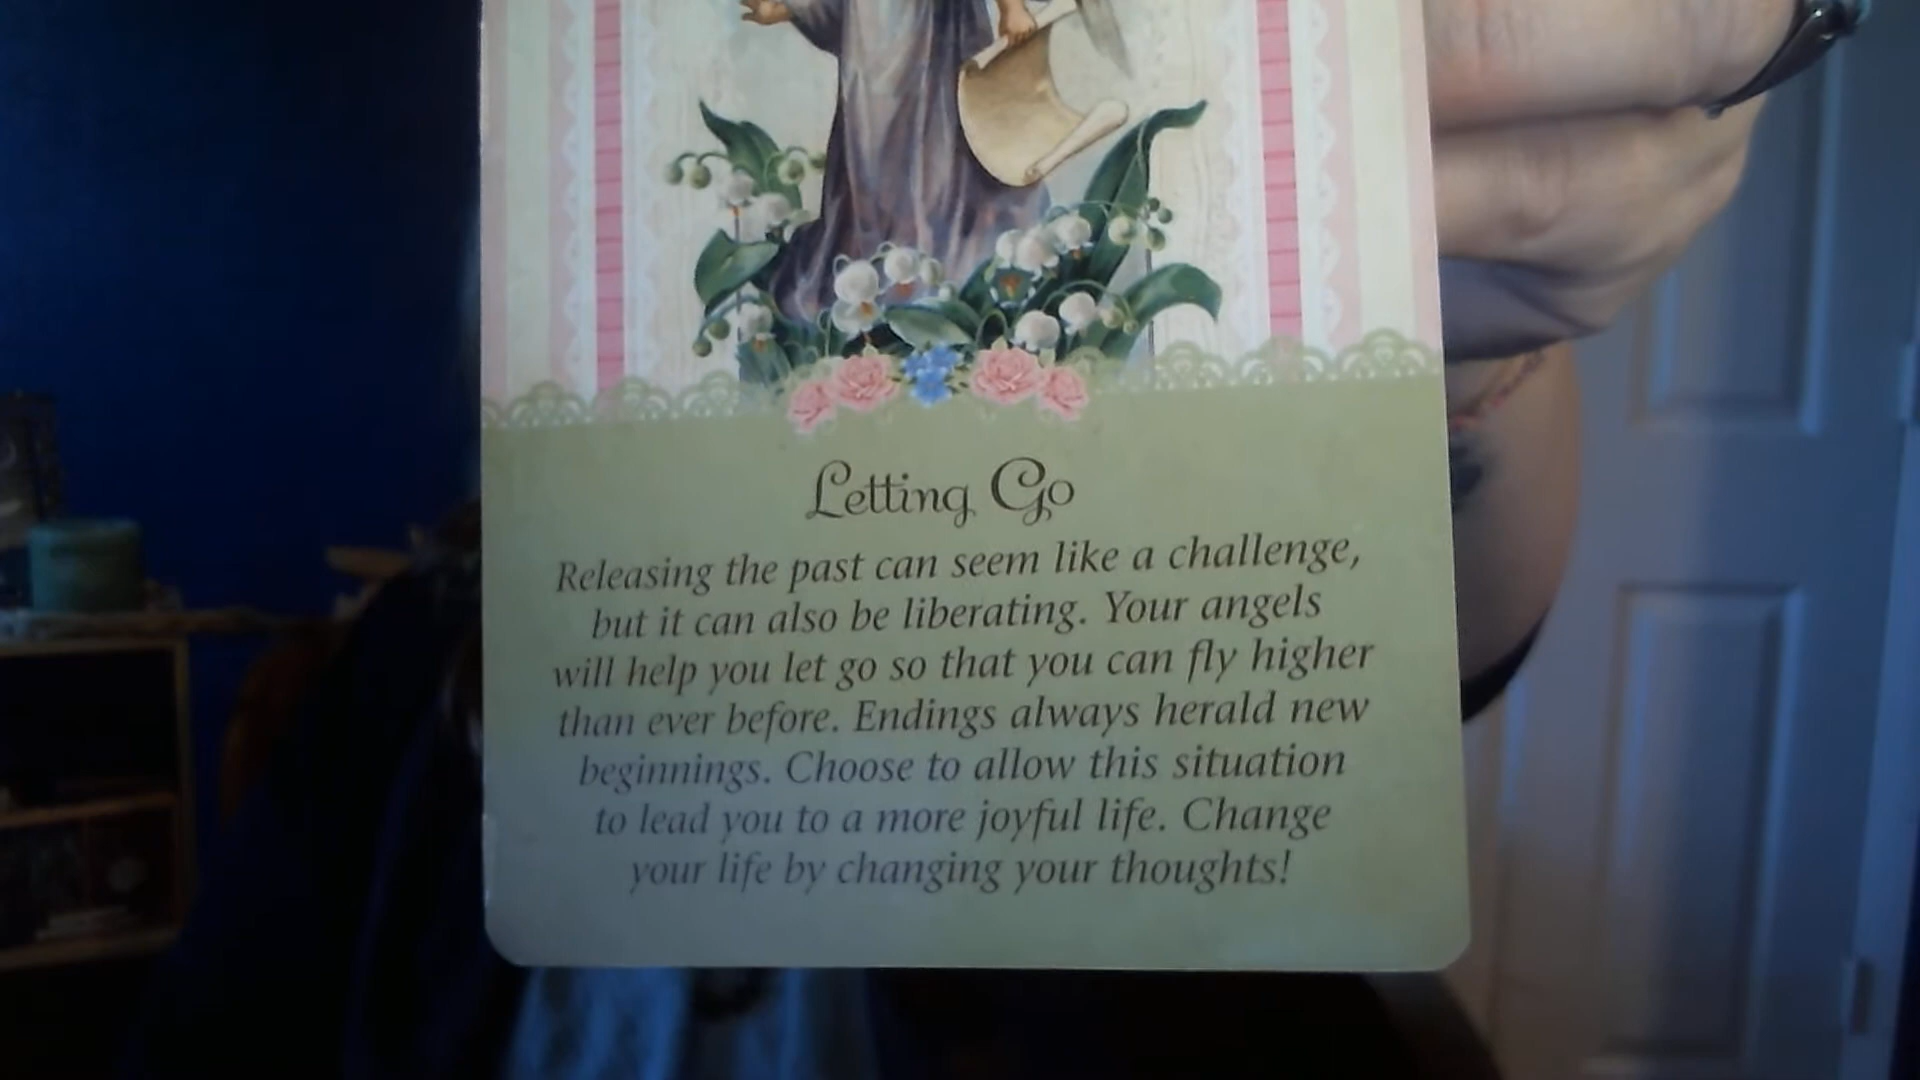 Letting Go
Releasing the past can seem like a challenge,
but it can also be liberating. Your angels
will help you let go so that you can fly higher
than ever before. Endings always herald new
beginnings. Choose to allow this situation
to lead you to a more joyful life. Change
your life by changing your thoughts!